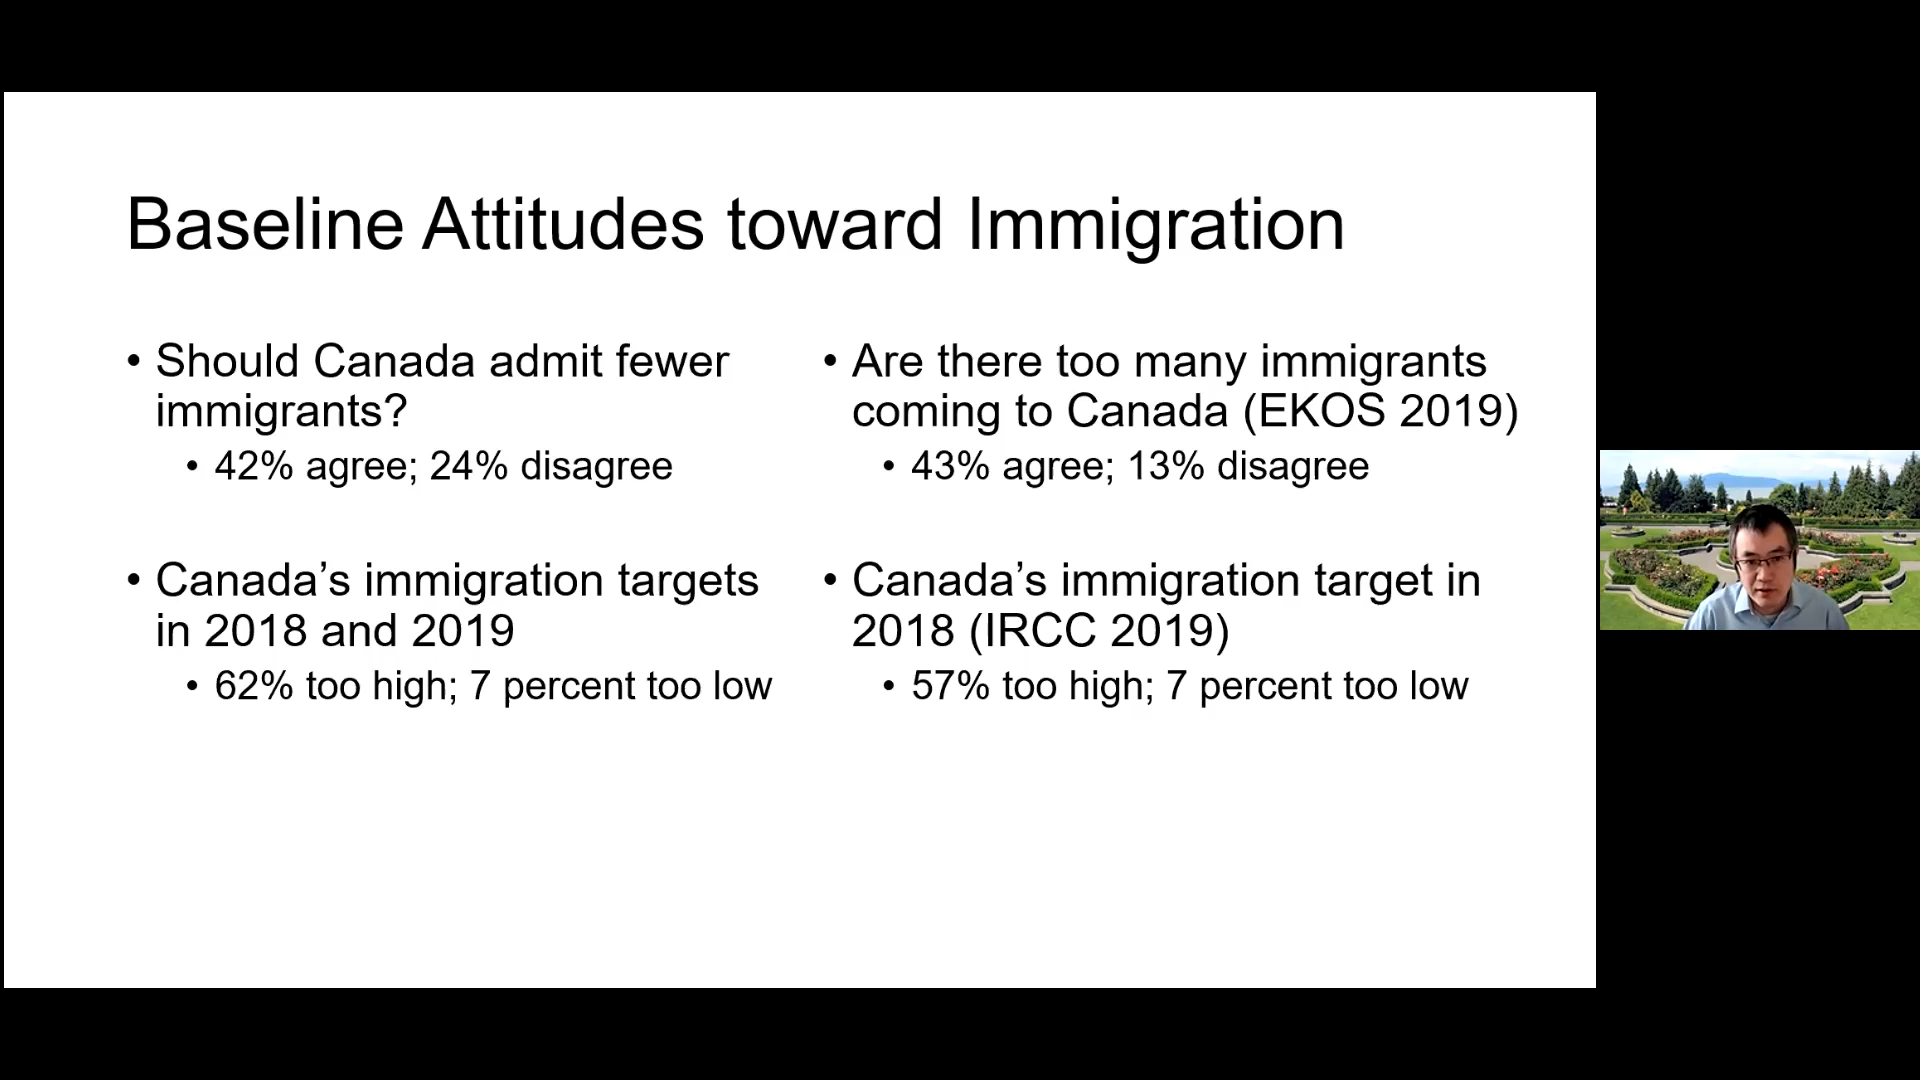 Baseline Attitudes toward Immigration
• Should Canada admit fewer
immigrants?
• 42% agree; 24% disagree
• Canada’s immigration targets
in 2018 and 2019
• 62% too high; 7 percent too low
• Are there too many immigrants
coming to Canada (EKOS 2019)
• 43% agree; 13% disagree
• Canada’s immigration target in
2018 (IRCC 2019)
• 57% too high; 7 percent too low